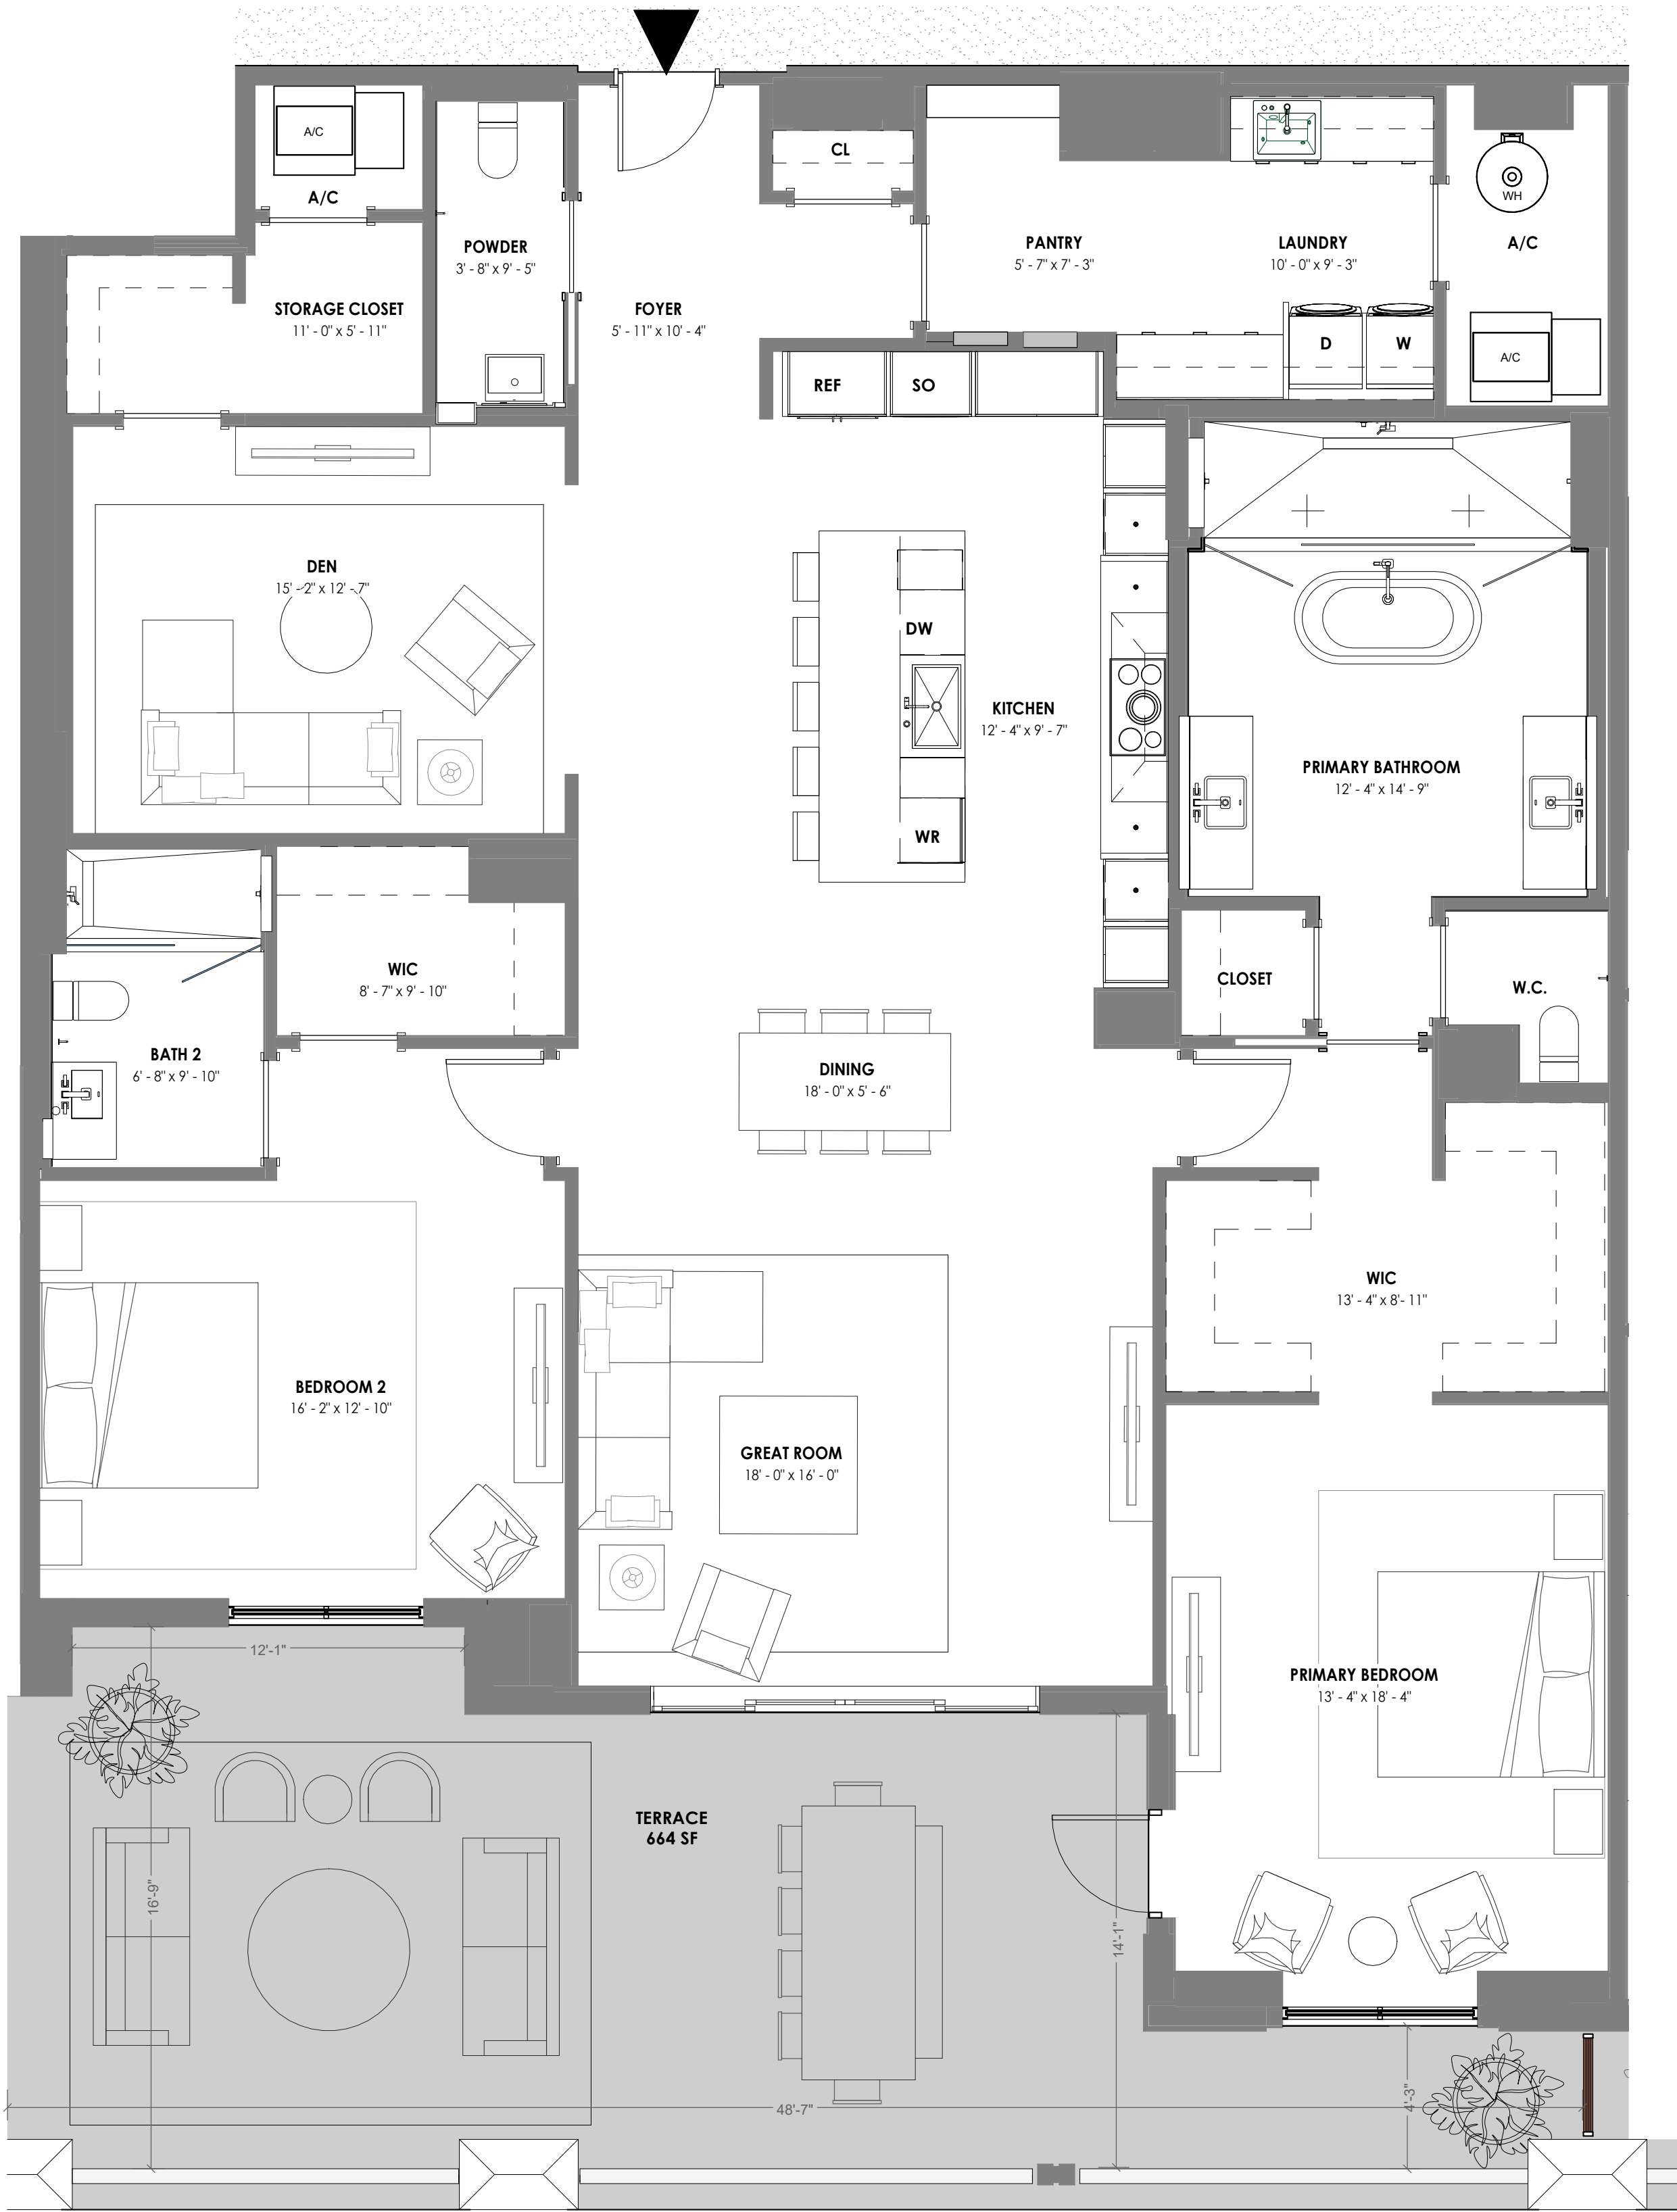 A/C
A/C
CL
WH
A/C
A/C
POWDER
3' - 8" x 9' - 5"
PANTRY
5' - 7" x 7' - 3"
LAUNDRY
10' - 0" x 9' - 3"
STORAGE CLOSET
11' - 0" x 5' - 11"
FOYER
5' - 11" x 10' - 4"
D
W
REF
SO
DEN
15' - 2" x 12' - 7"
DW
KITCHEN
12' - 4" x 9' - 7"
WR
PRIMARY BATHROOM
12' - 4" x 14' - 9"
WIC
8' - 7" x 9' - 10"
CLOSET
W.C.
BATH 2
6' - 8" x 9' - 10"
DINING
18' - 0" x 5' - 6"
WIC
13' - 4" x 8'- 11"
BEDROOM 2
16' - 2" x 12' - 10"
GREAT ROOM
18' - 0" x 16' - 0"
PRIMARY BEDROOM
13' - 4" x 18' - 4"
12'-1"
TERRACE
664 SF
16'-9"
14'-1"
4'-3"
48'-7"